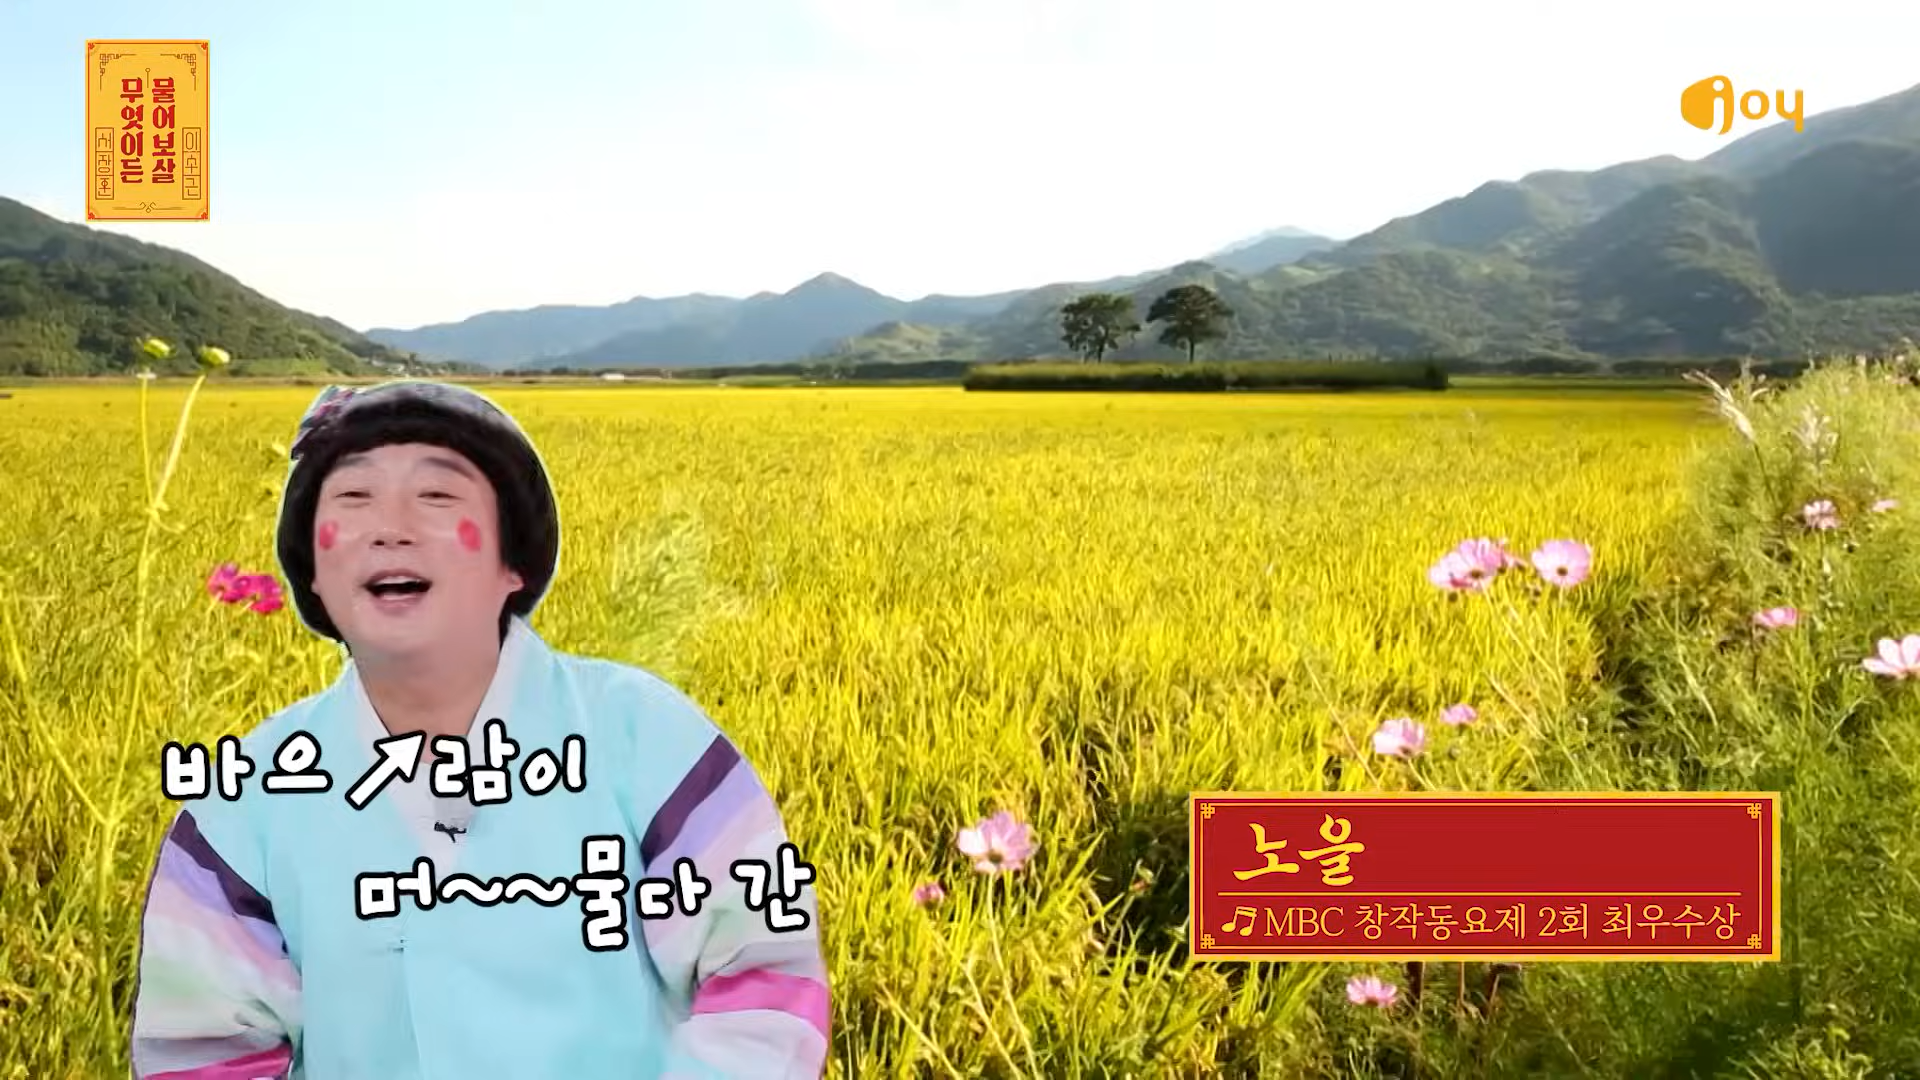 무엇이든
물어보살
서장훈
이수근
joy
바으↗람이
머~~물다 간
노을
♫MBC 창작동요제 2회 최우수상